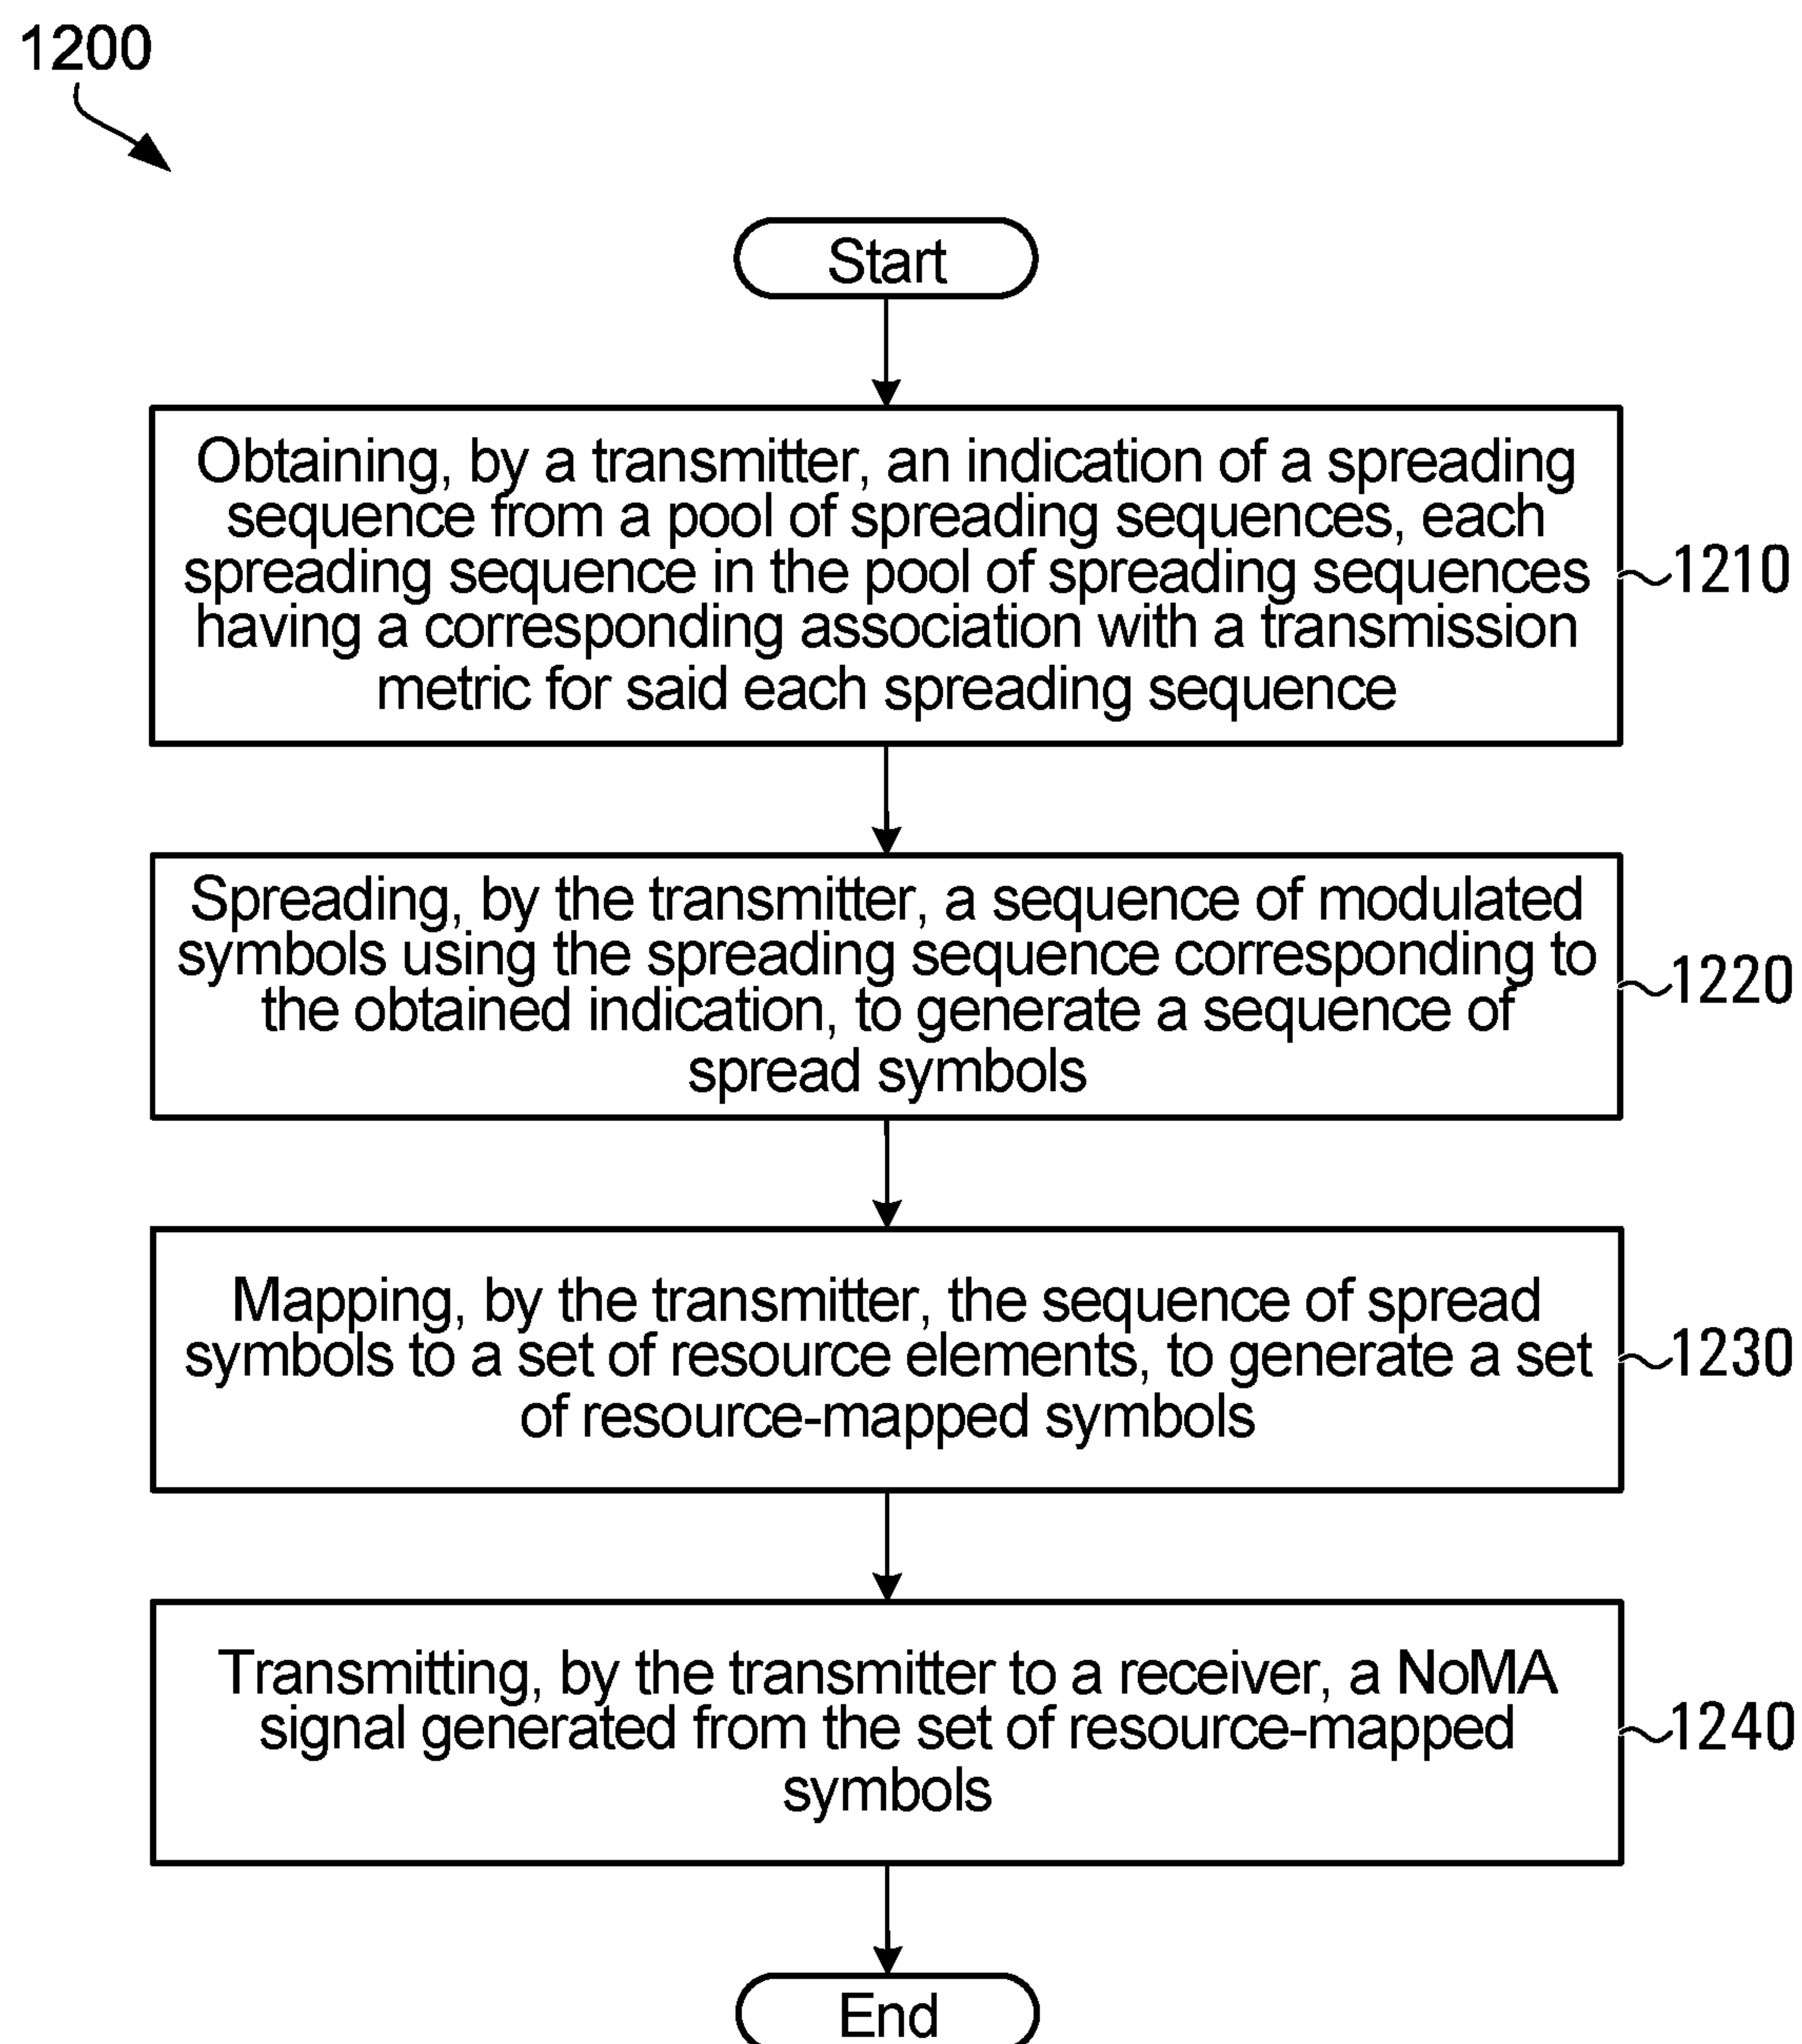 1200
Start
Obtaining, by a transmitter, an indication of a spreading
sequence from a pool of spreading sequences, each
spreading sequence in the pool of spreading sequences
having a corresponding association with a transmission
metric for said each spreading sequence
1210
Spreading, by the transmitter, a sequence of modulated
symbols using the spreading sequence corresponding to
the obtained indication, to generate a sequence of
spread symbols
1220
Mapping, by the transmitter, the sequence of spread
symbols to a set of resource elements, to generate a set
of resource-mapped symbols
1230
Transmitting, by the transmitter to a receiver, a NoMA
signal generated from the set of resource-mapped
symbols
1240
End